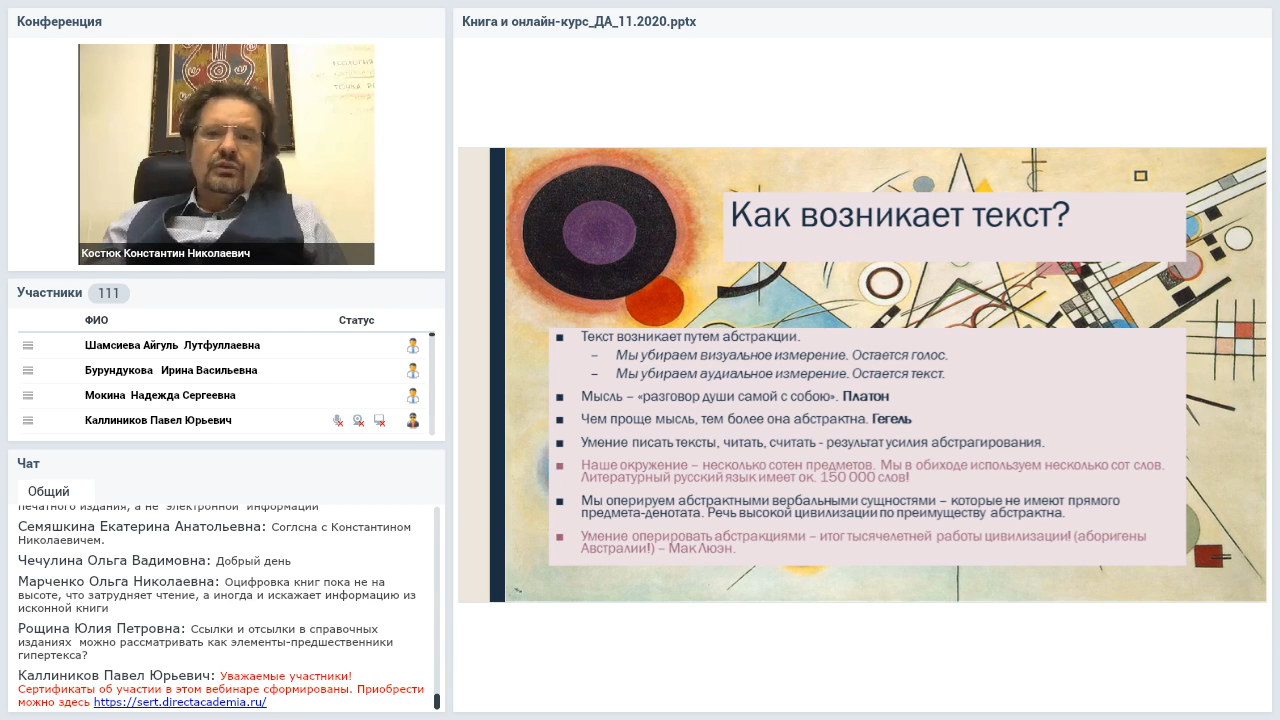 Конференция
Костюк Константин Николаевич
Участники 111
ФИО Статус
Шамсиева Айгуль Лутфуллаевна
Бурундукова Ирина Васильевна
Мокина Надежда Сергеевна
Каллиников Павел Юрьевич
Чат
Общий
печатного издания, а не электронной информации
Семяшкина Екатерина Анатольевна: Соглсна с Константином
Николаевичем.
Чечулина Ольга Вадимовна: Добрый день
Марченко Ольга Николаевна: Оцифровка книг пока не на
высоте, что затрудняет чтение, а иногда и искажает информацию из
исконной книги
Рощина Юлия Петровна: Ссылки и отсылки в справочных
изданиях можно рассматривать как элементы-предшественники
гипертекса?
Каллиников Павел Юрьевич: Уважаемые участники!
Сертификаты об участии в этом вебинаре сформированы. Приобрести
можно здесь https://sert.directacademia.ru/
Книга и онлайн-курс_ДА_11.2020.pptx
Как возникает текст?
■ Текст возникает путем абстракции.
– Мы убираем визуальное измерение. Остается голос.
– Мы убираем аудиальное измерение. Остается текст.
■ Мысль – «разговор души самой с собою». Платон
■ Чем проще мысль, тем более она абстрактна. Гегель
■ Умение писать тексты, читать, считать - результат усилия абстрагирования.
■ Наше окружение – несколько сотен предметов. Мы в обиходе используем несколько сот слов.
Литературный русский язык имеет ок. 150 000 слов!
■ Мы оперируем абстрактными вербальными сущностями – которые не имеют прямого
предмета-денотата. Речь высокой цивилизации по преимуществу абстрактна.
■ Умение оперировать абстракциями – итог тысячелетней работы цивилизации! (аборигены
Австралии!) – Мак Люэн.